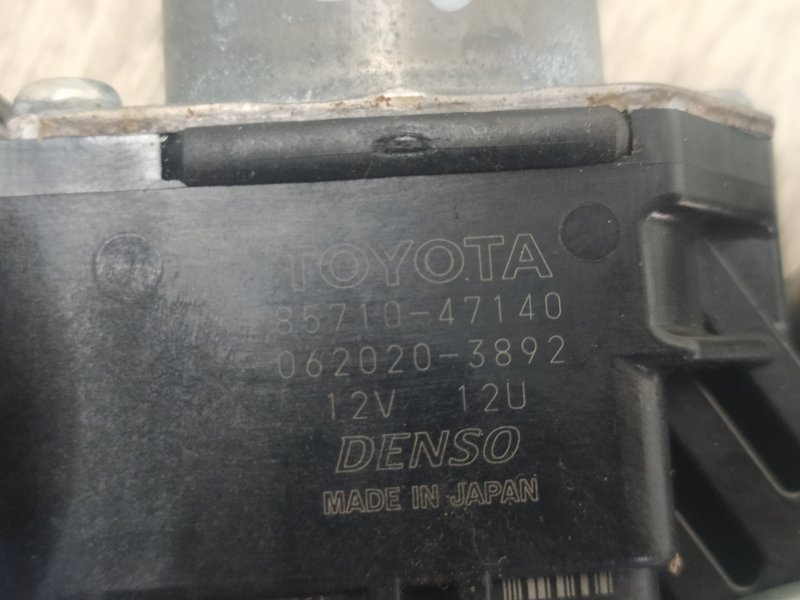 TOYOTA
85710-47140
062020-3892
12V 12U
DENSO
MADE IN JAPAN